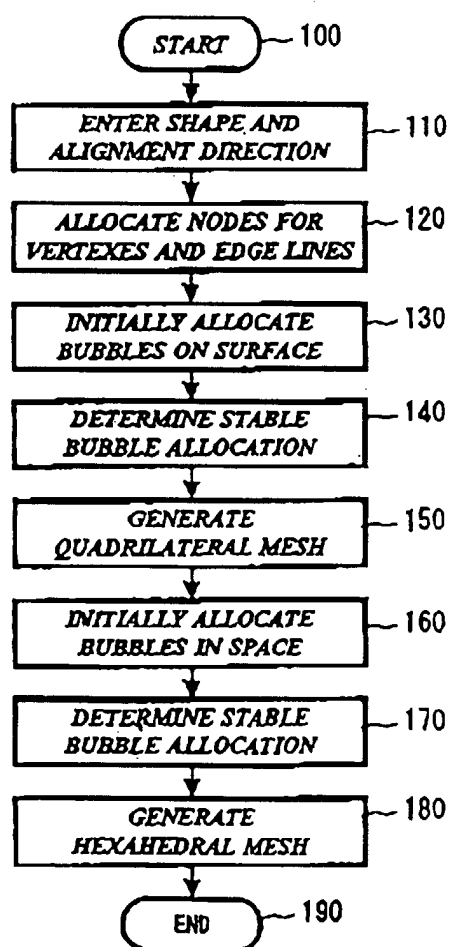 START
100
ENTER SHAPE AND
ALIGNMENT DIRECTION
110
ALLOCATE NODES FOR
VERTEXES AND EDGE LINES
120
INITIALLY ALLOCATE
BUBBLES ON SURFACE
130
DETERMINE STABLE
BUBBLE ALLOCATION
140
GENERATE
QUADRILATERAL MESH
150
INITIALLY ALLOCATE
BUBBLES IN SPACE
160
DETERMINE STABLE
BUBBLE ALLOCATION
170
GENERATE
HEXAHEDRAL MESH
180
END
190